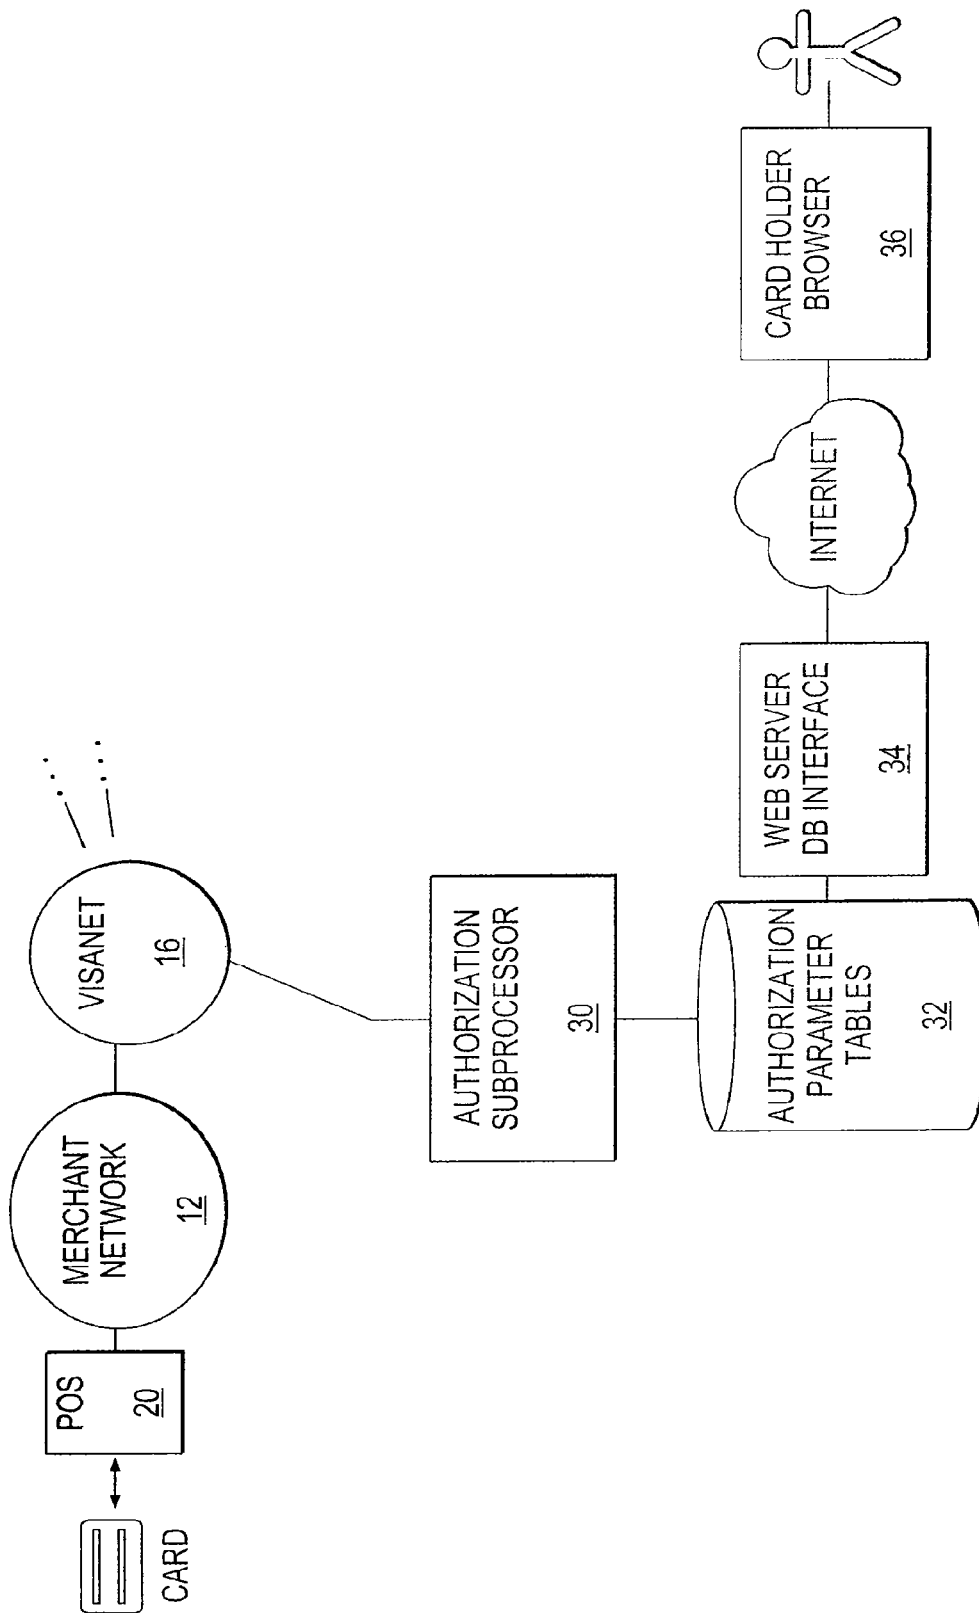 CARD
POS
20
MERCHANT
NETWORK
12
VISANET
16
AUTHORIZATION
SUBPROCESSOR
30
AUTHORIZATION
PARAMETER
TABLES
32
WEB SERVER
DB INTERFACE
34
INTERNET
CARD HOLDER
BROWSER
36